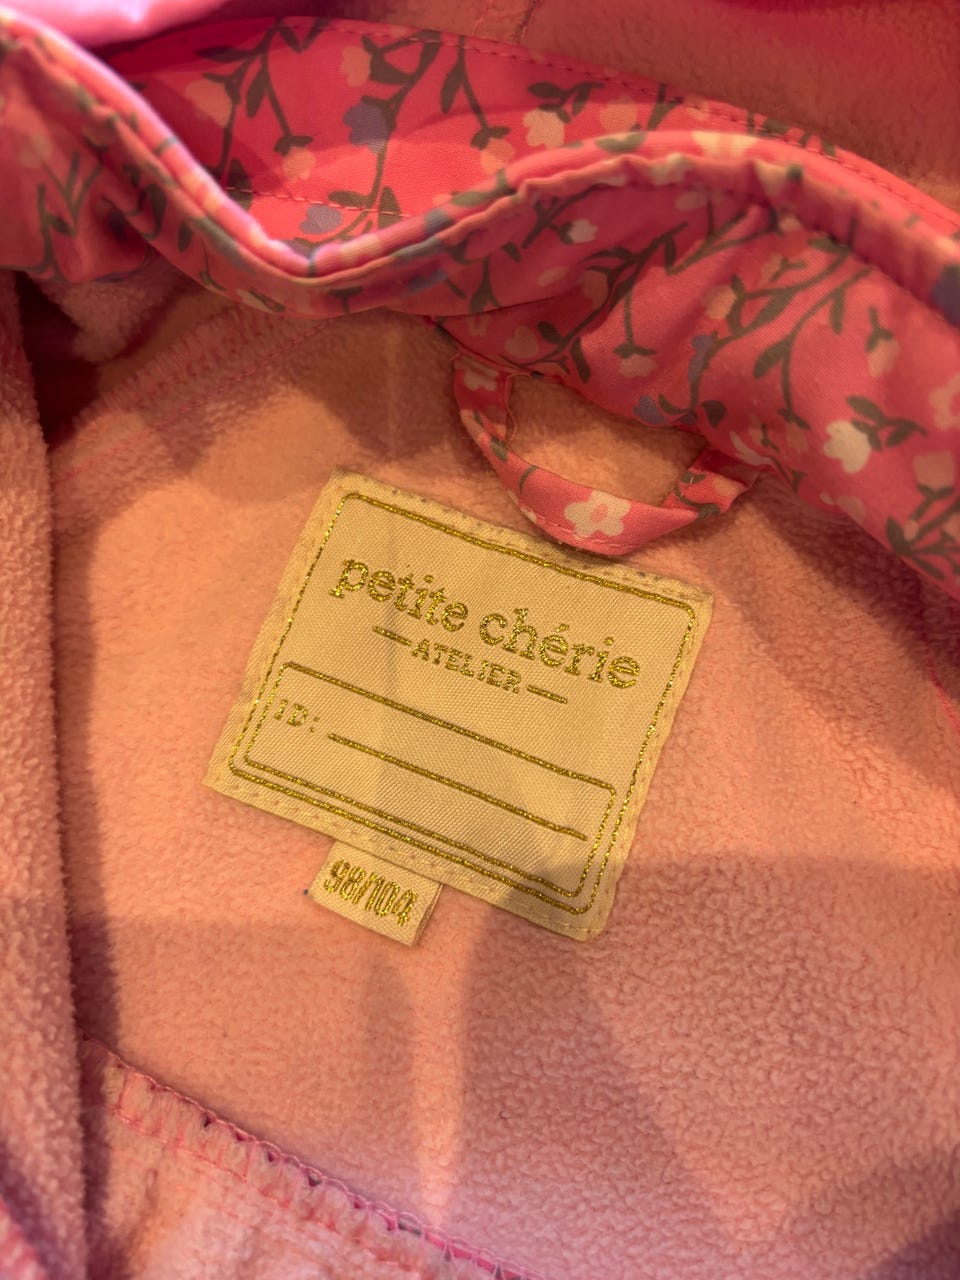 petite chérie
ATELIER
ID:
98/104